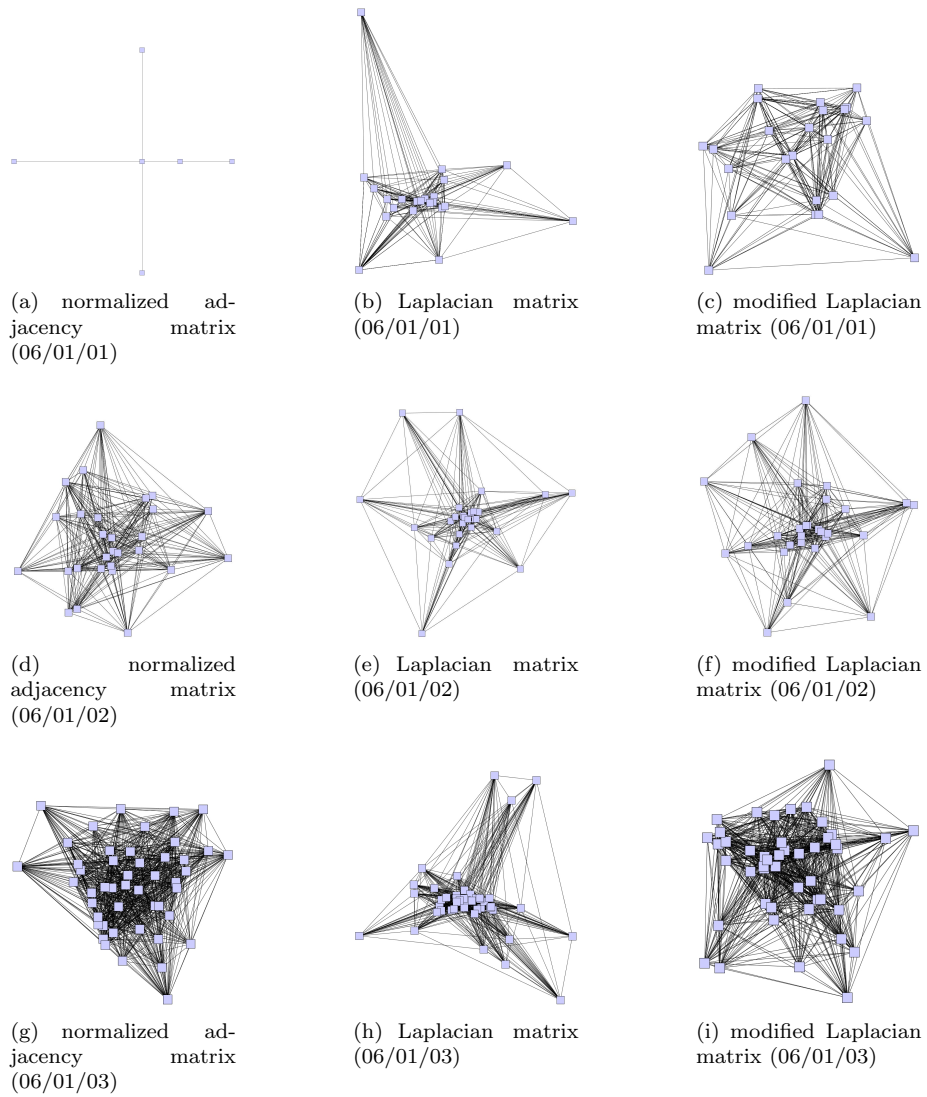 (a) normalized ad-
jacency matrix
(06/01/01)
(b) Laplacian matrix
(06/01/01)
(c) modified Laplacian
matrix (06/01/01)
(d) normalized
adjacency matrix
(06/01/02)
(e) Laplacian matrix
(06/01/02)
(f) modified Laplacian
matrix (06/01/02)
(g) normalized ad-
jacency matrix
(06/01/03)
(h) Laplacian matrix
(06/01/03)
(i) modified Laplacian
matrix (06/01/03)